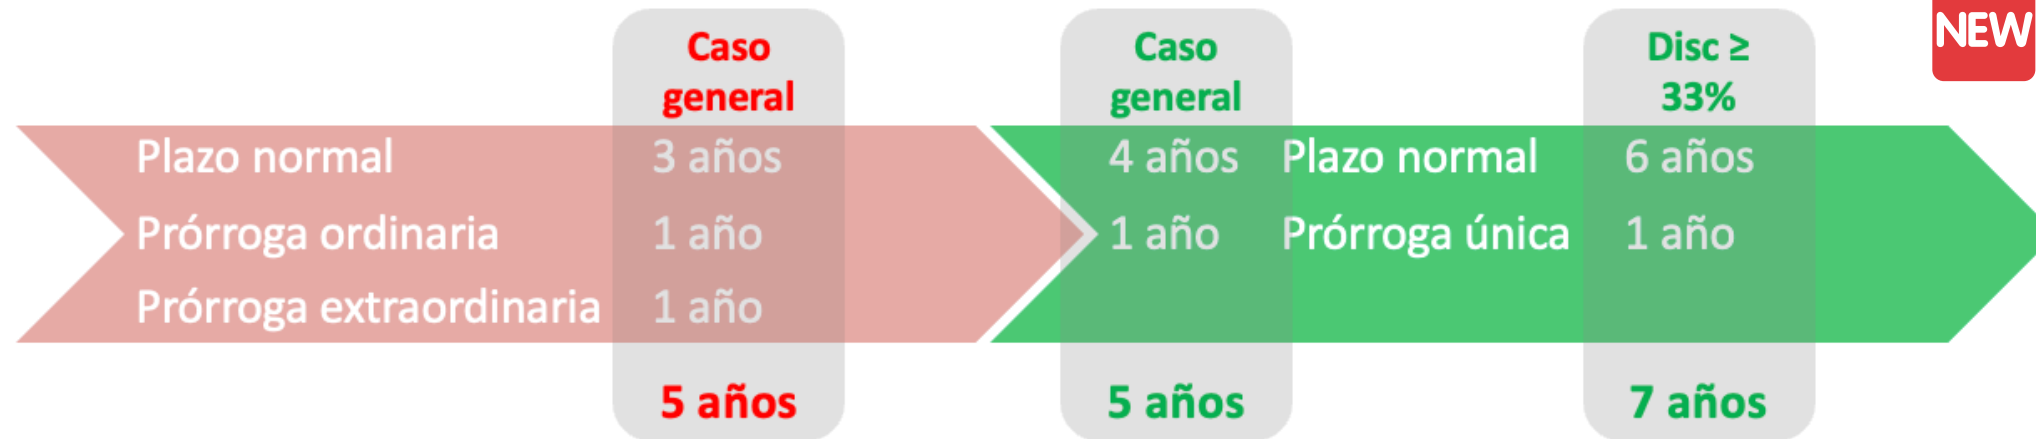 NEW
Caso
general
Caso
general
Disc ≥
33%
Plazo normal 3 años 4 años Plazo normal 6 años
Prórroga ordinaria 1 año 1 año Prórroga única 1 año
Prórroga extraordinaria 1 año
5 años 5 años 7 años